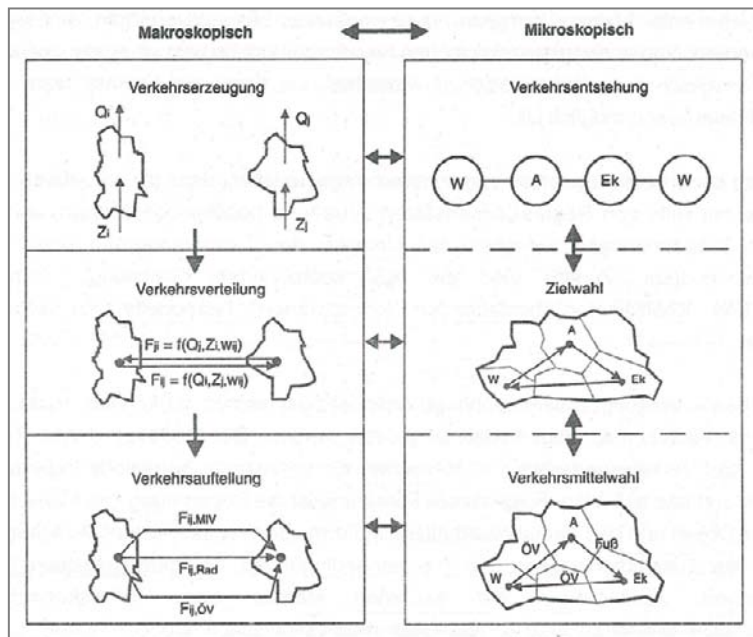 Makroskopisch
Mikroskopisch
Verkehrserzeugung
Qi
Qj
Zi
Zj
Verkehrsentstehung
W
A
Ek
W
Verkehrsverteilung
Fji = f(Qj,Zi,wij)
Fij = f(Qi,Zj,wij)
Zielwahl
A
W
Ek
Verkehrsaufteilung
Fij,MIV
Fij,Rad
Fij,ÖV
Verkehrsmittelwahl
A
ÖV
Fuß
W
ÖV
Ek